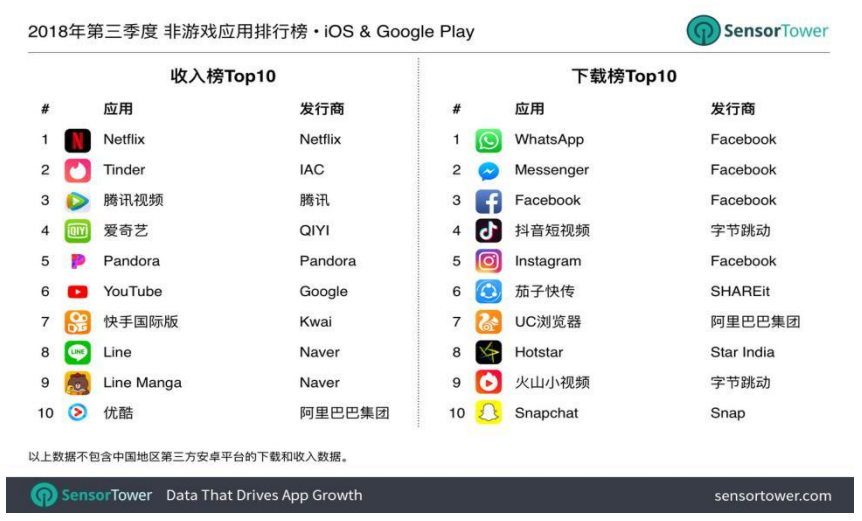 2018年第三季度 非游戏应用排行榜 • iOS & Google Play
SensorTower
收入榜Top10
# 应用 发行商
1 Netflix Netflix
2 Tinder IAC
3 腾讯视频 腾讯
4 爱奇艺 QIYI
5 Pandora Pandora
6 YouTube Google
7 快手国际版 Kwai
8 Line Naver
9 Line Manga Naver
10 优酷 阿里巴巴集团
下载榜Top10
# 应用 发行商
1 WhatsApp Facebook
2 Messenger Facebook
3 Facebook Facebook
4 抖音短视频 字节跳动
5 Instagram Facebook
6 茄子快传 SHAREit
7 UC浏览器 阿里巴巴集团
8 Hotstar Star India
9 火山小视频 字节跳动
10 Snapchat Snap
以上数据不包含中国地区第三方安卓平台的下载和收入数据。
SensorTower Data That Drives App Growth
sensortower.com